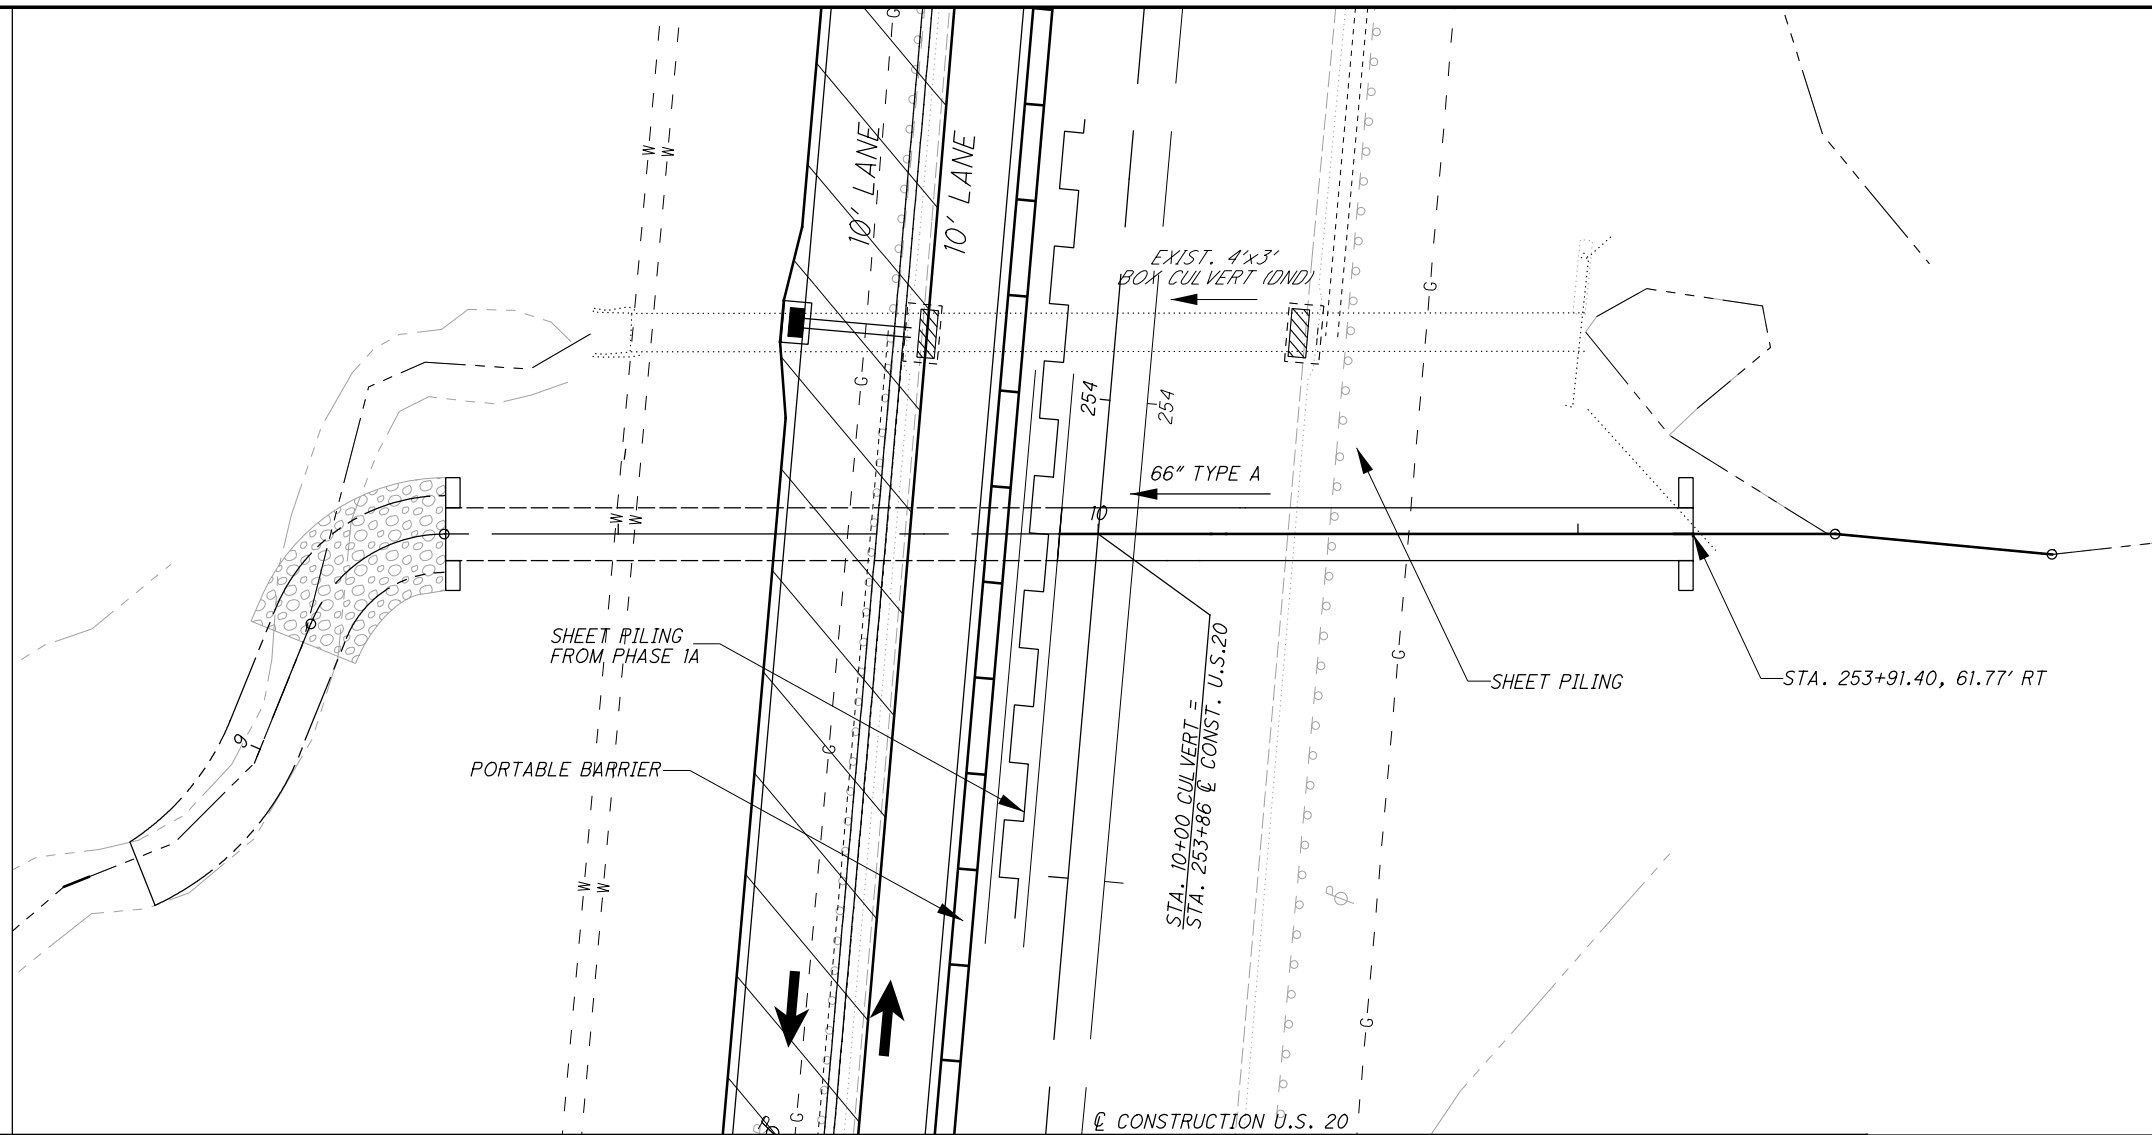 10' LANE
10' LANE
EXIST. 4'x3'
BOX CULVERT (DND)
254
254
66" TYPE A
10
SHEET PILING
FROM PHASE 1A
PORTABLE BARRIER
9
STA. 10+00 CULVERT =
STA. 253+86 ℄ CONST. U.S.20
SHEET PILING
STA. 253+91.40, 61.77' RT
℄ CONSTRUCTION U.S. 20
W
W
W
W
W
W
G
G
G
G
G
G
G
P